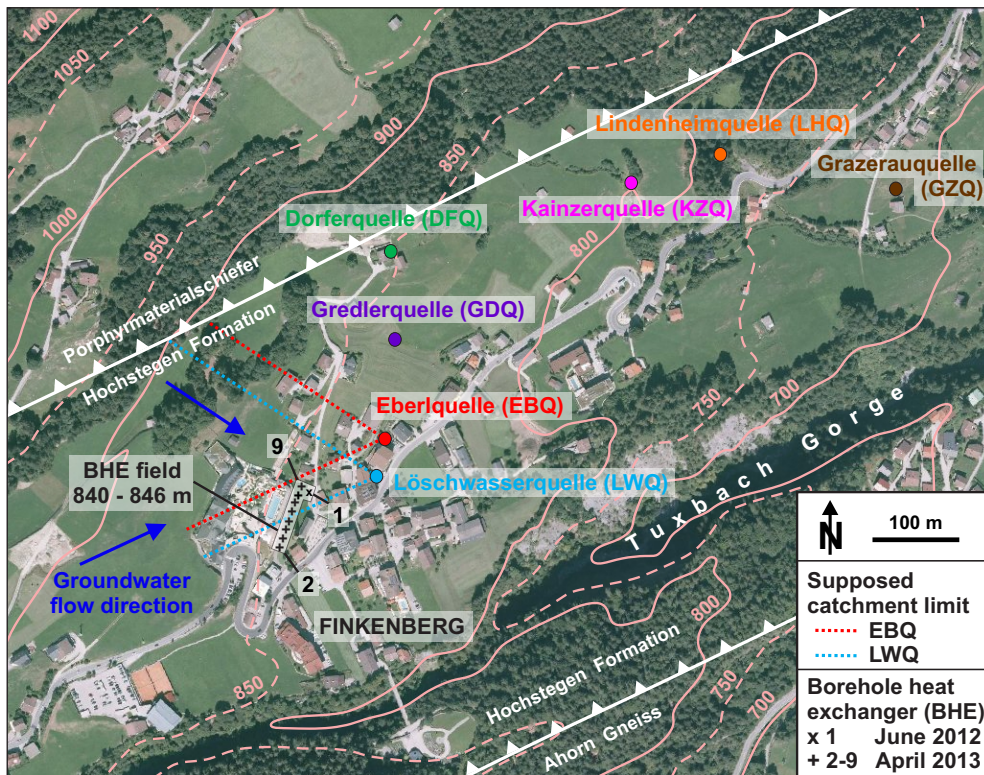 1100
1050
1000
950
900
850
Lindenheimquelle (LHQ)
Grazerauquelle
(GZQ)
Kainzerquelle (KZQ)
800
Dorferquelle (DFQ)
Porphyrmaterialschiefer
Hochstegen Formation
Gredlerquelle (GDQ)
Eberlquelle (EBQ)
750
700
Tuxbach Gorge
9
BHE field
840 - 846 m
Löschwasserquelle (LWQ)
1
2
Groundwater
flow direction
FINKENBERG
850
Hochstegen Formation
800
Ahorn Gneiss
750
700
N
100 m
Supposed
catchment limit
EBQ
LWQ
Borehole heat
exchanger (BHE)
x 1 June 2012
+ 2-9 April 2013